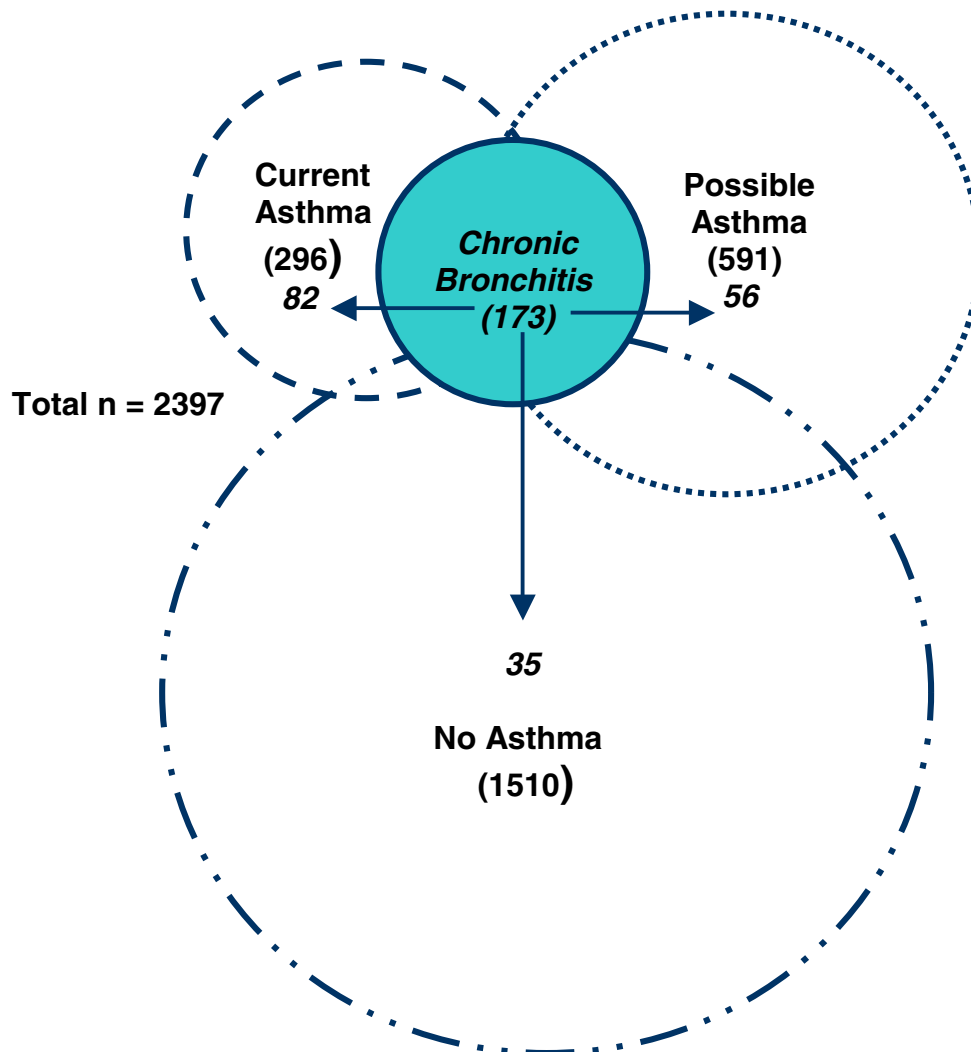 Current
Asthma
(296)
82
Chronic
Bronchitis
(173)
Possible
Asthma
(591)
56
Total n = 2397
35
No Asthma
(1510)